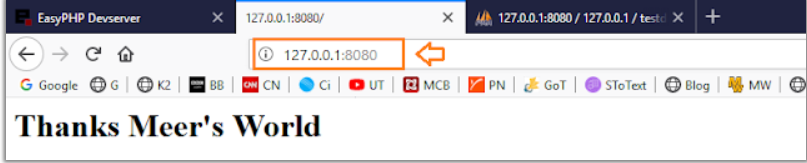 EasyPHP Devserver × 127.0.0.1:8080/ × 127.0.0.1:8080 / 127.0.0.1 / testd × +
127.0.0.1:8080
G Google G K2 BB CNN CN Ci UT MCB PN GoT SToText Blog MW
Thanks Meer's World